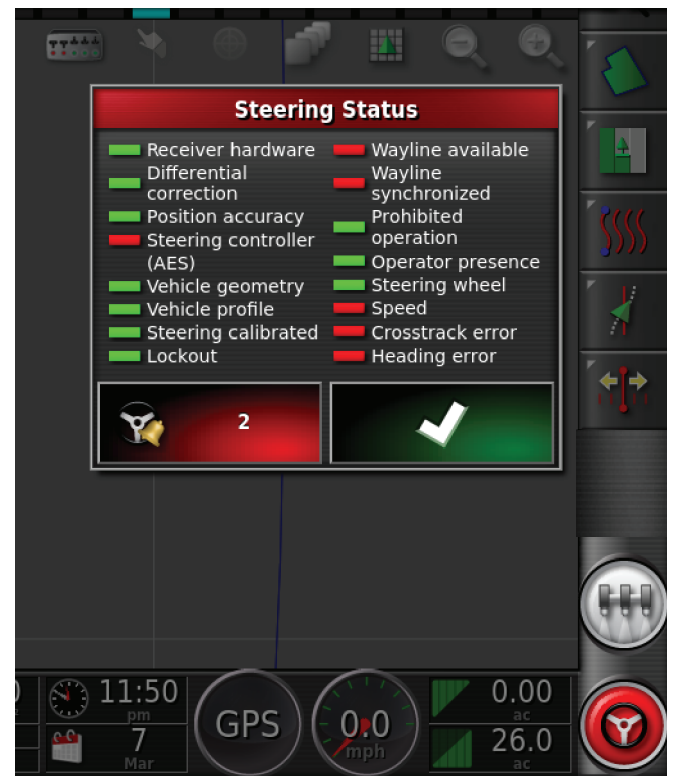 Steering Status
Receiver hardware
Differential
correction
Position accuracy
Steering controller
(AES)
Vehicle geometry
Vehicle profile
Steering calibrated
Lockout
Wayline available
Wayline
synchronized
Prohibited
operation
Operator presence
Steering wheel
Speed
Crosstrack error
Heading error
2
11:50
pm
7
Mar
GPS
0.0
mph
0.00
ac
26.0
ac